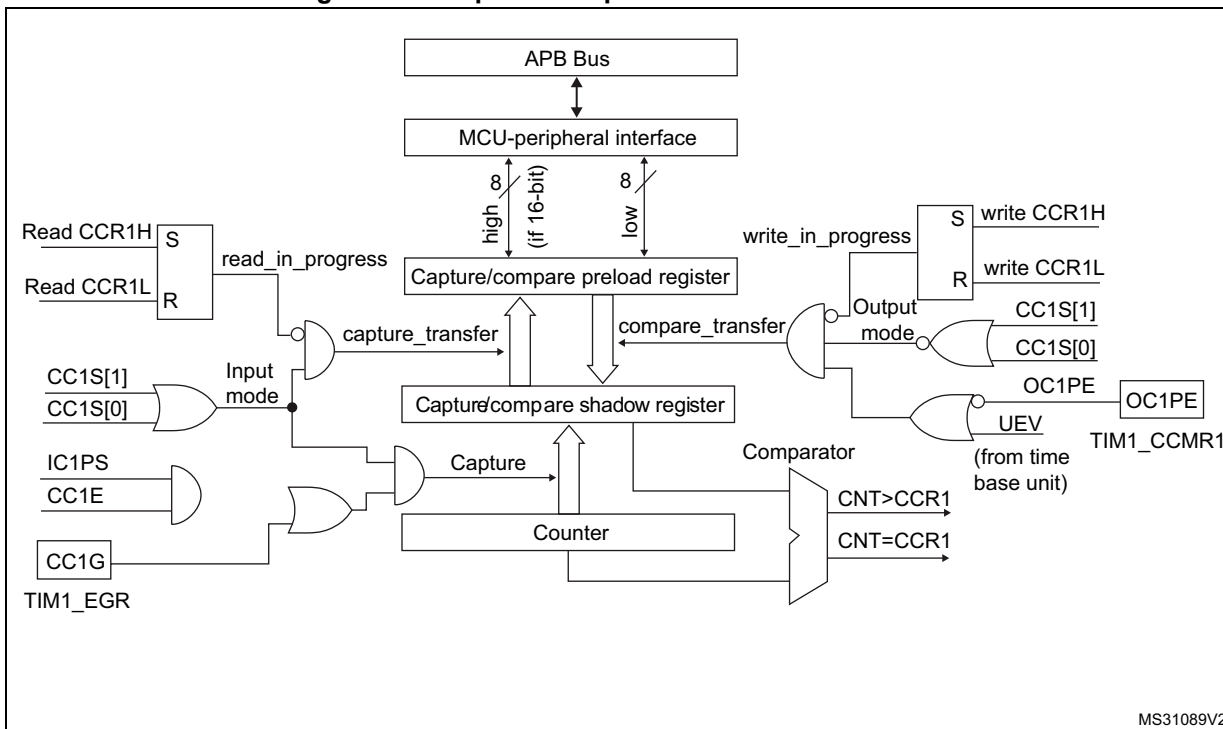 APB Bus
MCU-peripheral interface
8
high
(if 16-bit)
8
low
Read CCR1H
S
read_in_progress
Read CCR1L
R
write_in_progress
S
write CCR1H
R
write CCR1L
Capture/compare preload register
capture_transfer
compare_transfer
Output
mode
CC1S[1]
CC1S[0]
CC1S[1]
CC1S[0]
Input
mode
Capture/compare shadow register
OC1PE
OC1PE
UEV
TIM1_CCMR1
(from time
base unit)
IC1PS
CC1E
Capture
Comparator
CNT>CCR1
CNT=CCR1
Counter
CC1G
TIM1_EGR
MS31089V2